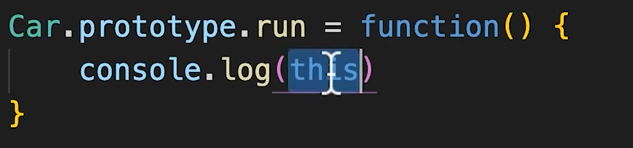 Car.prototype.run = function() {
    console.log(this)
}